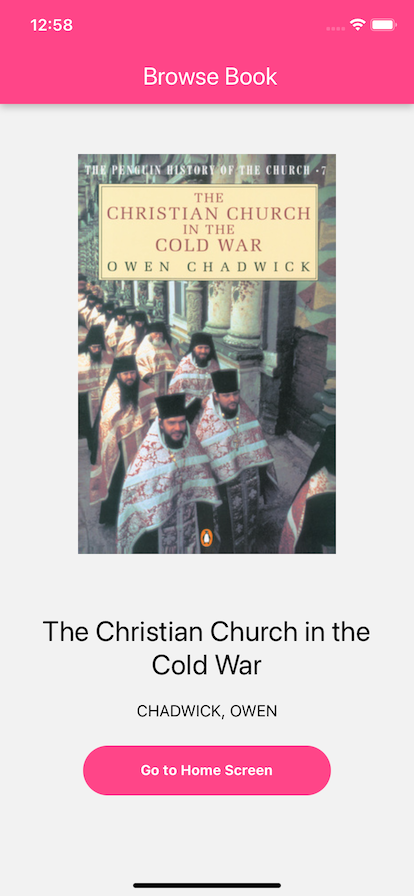 12:58
Browse Book
THE PENGUIN HISTORY OF THE CHURCH · 7
THE
CHRISTIAN CHURCH
IN THE
COLD WAR
OWEN CHADWICK
The Christian Church in the
Cold War
CHADWICK, OWEN
Go to Home Screen